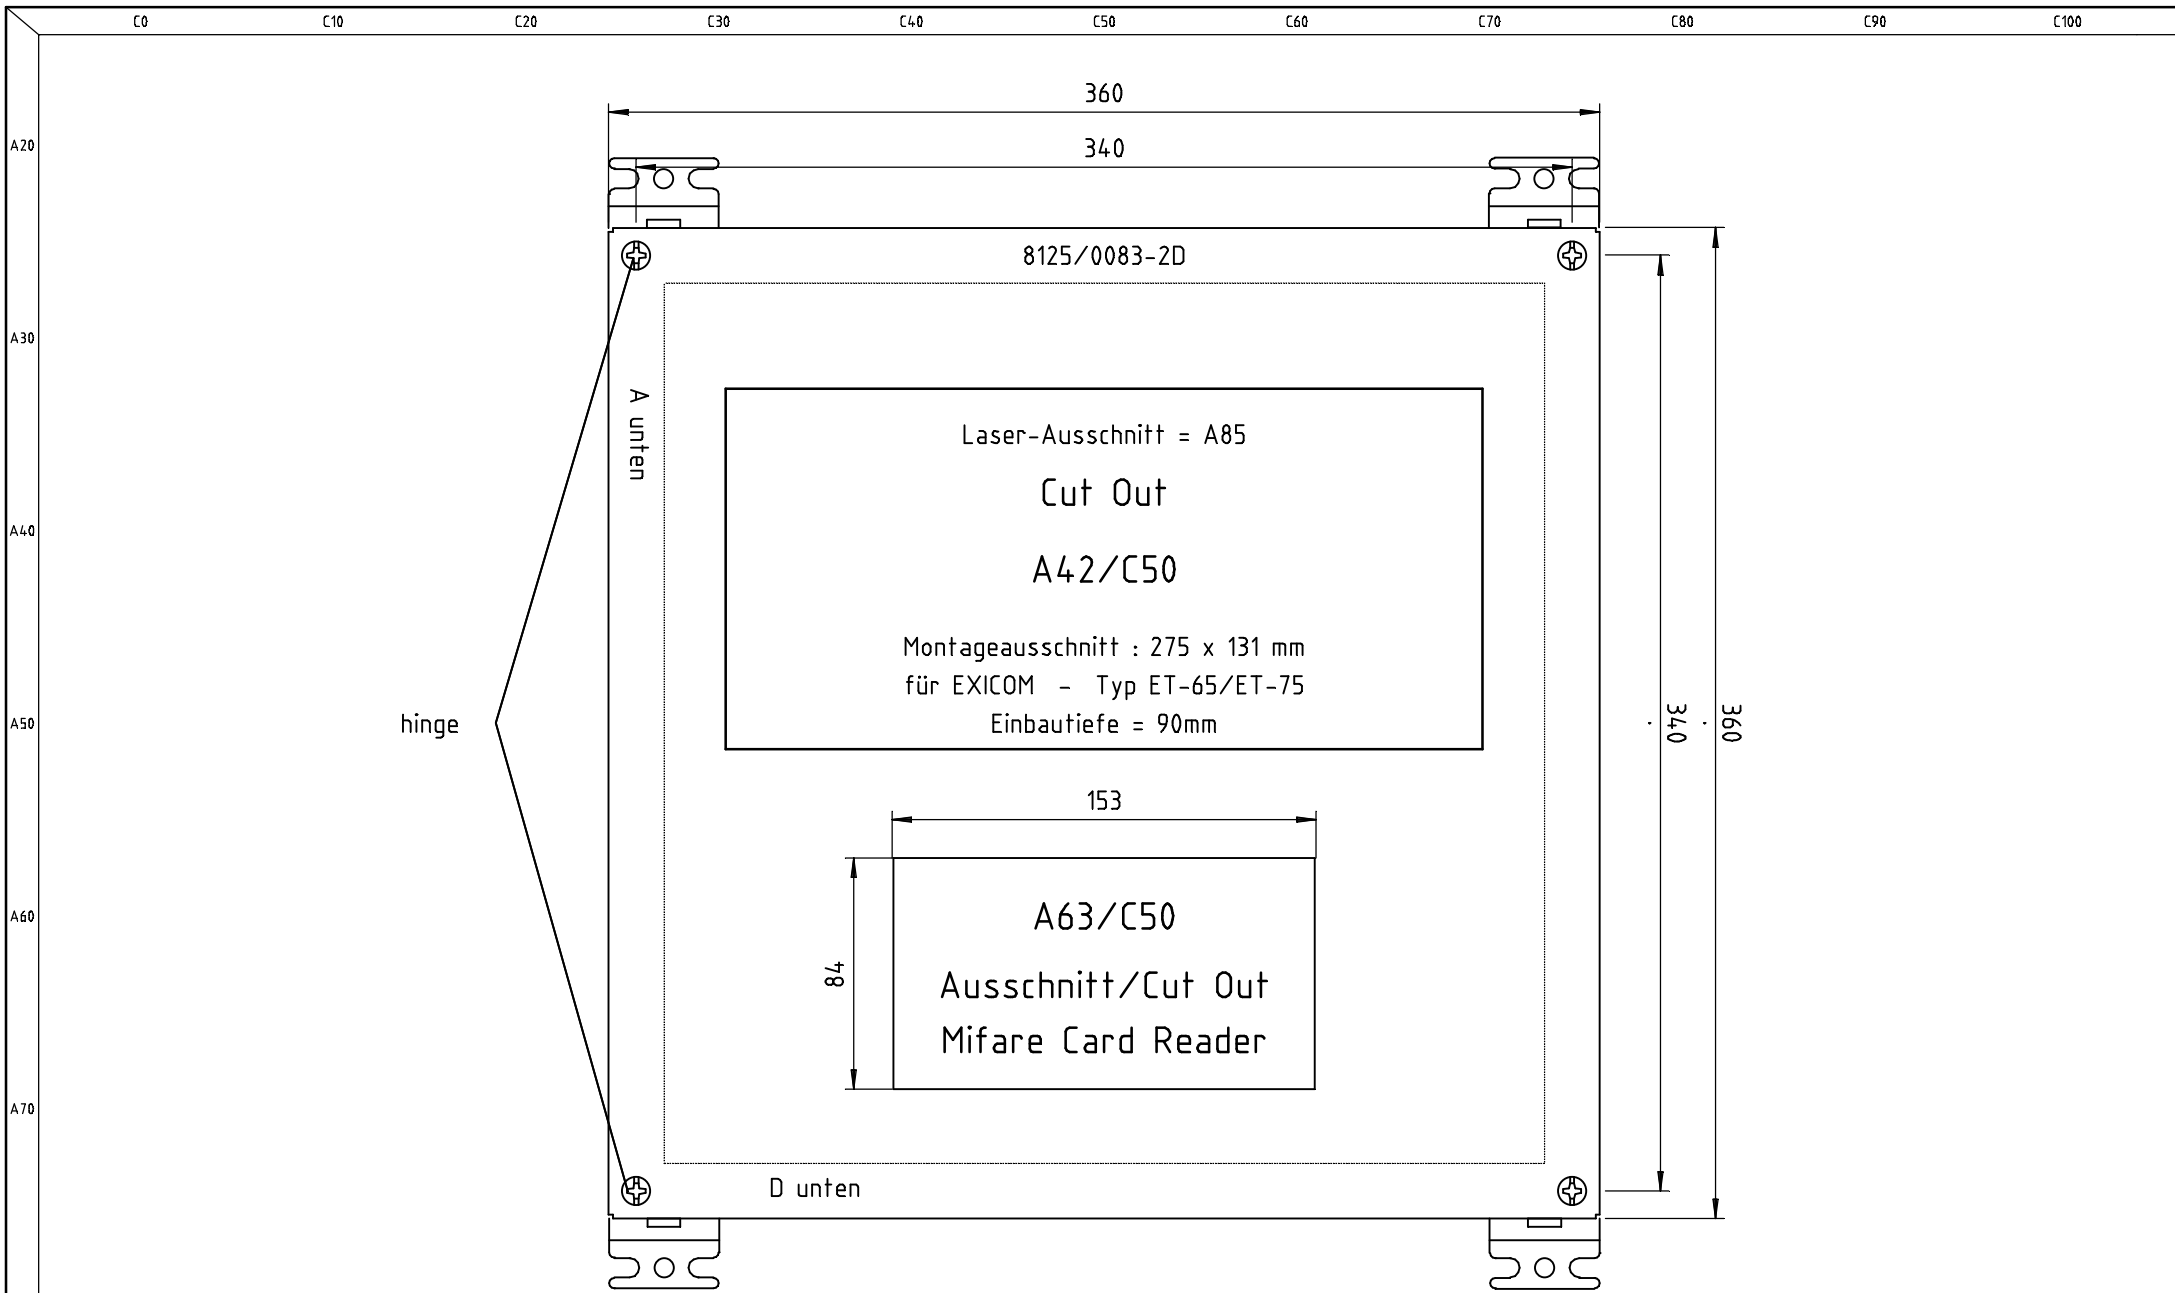 C0 C10 C20 C30 C40 C50 C60 C70 C80 C90 C100
360
A20
340
8125/0083-2D
A30
A unten
Laser-Ausschnitt = A85
Cut Out
A40
A42/C50
Montageausschnitt : 275 x 131 mm
für EXICOM - Typ ET-65/ET-75
Einbautiefe = 90mm
A50
hinge
340
360
153
A60
A63/C50
84
Ausschnitt/Cut Out
Mifare Card Reader
A70
D unten